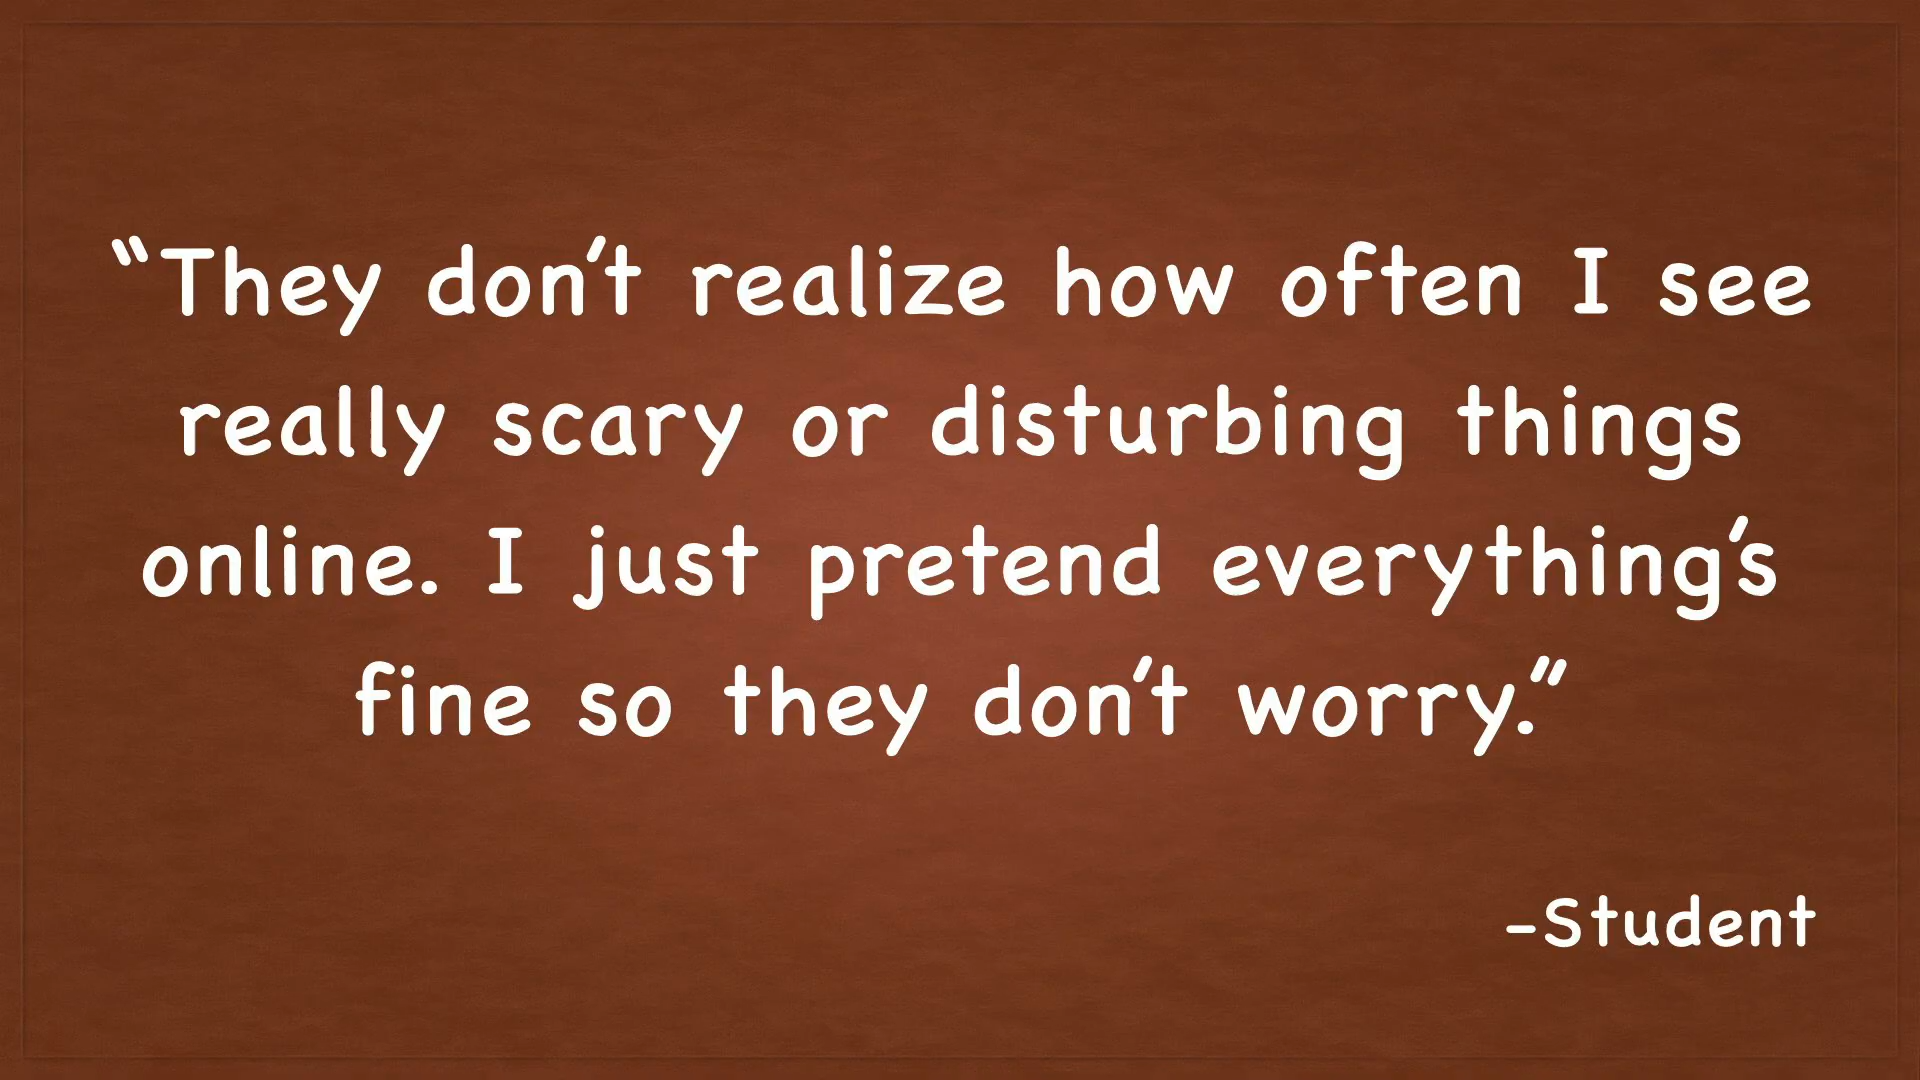 “They don’t realize how often I see
really scary or disturbing things
online. I just pretend everything’s
fine so they don’t worry.”
-Student